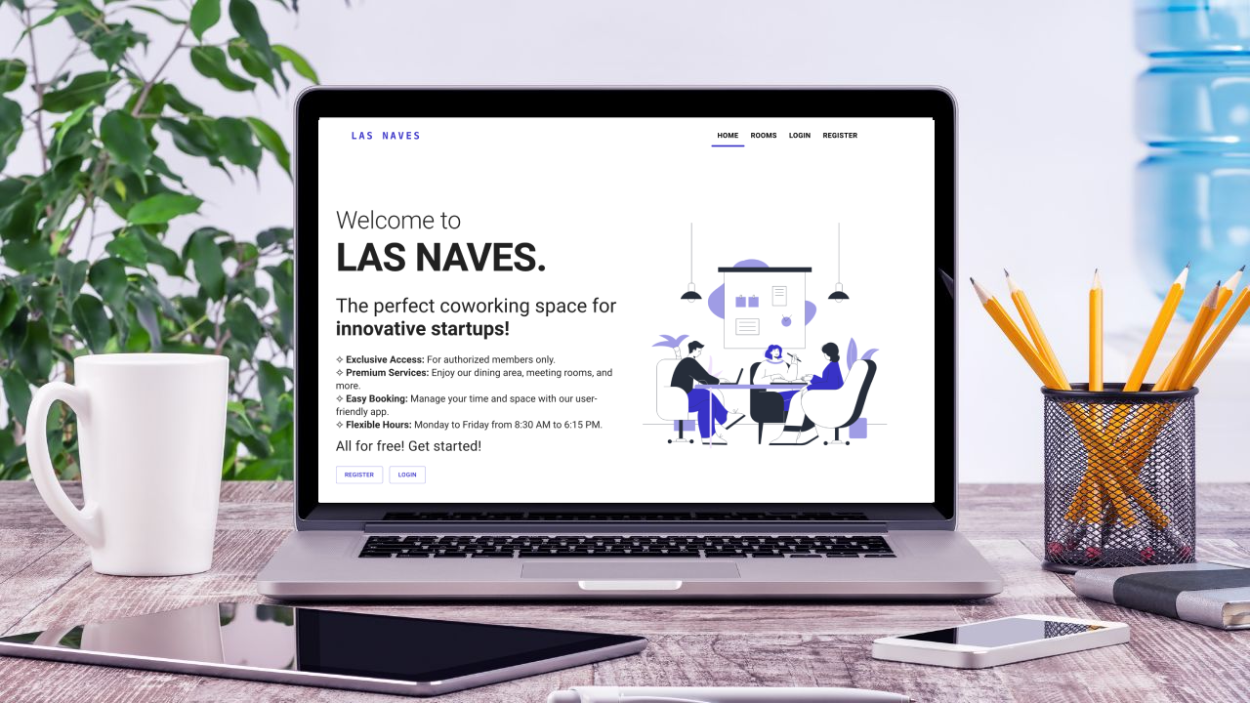 LAS NAVES
HOME ROOMS LOGIN REGISTER
Welcome to
LAS NAVES.
The perfect coworking space for
innovative startups!
✧ Exclusive Access: For authorized members only.
✧ Premium Services: Enjoy our dining area, meeting rooms, and
more.
✧ Easy Booking: Manage your time and space with our user-
friendly app.
✧ Flexible Hours: Monday to Friday from 8:30 AM to 6:15 PM.
All for free! Get started!
REGISTER LOGIN